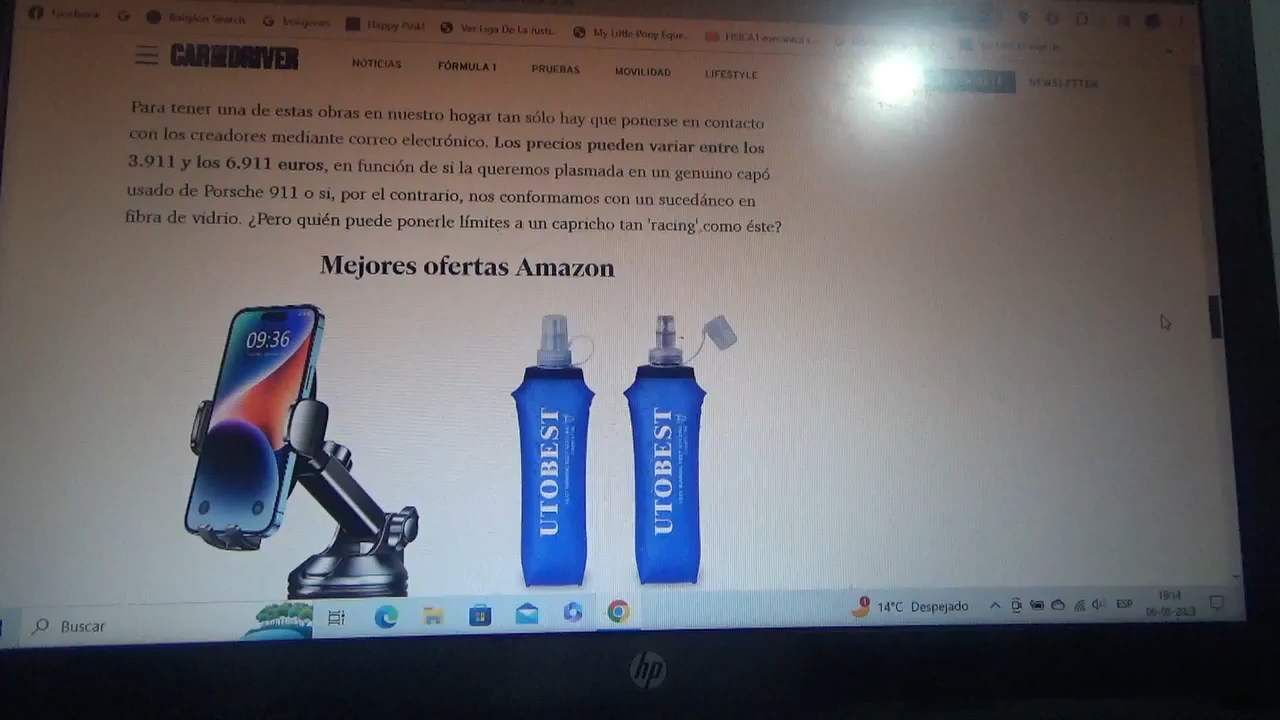 Facebook
G
Babylon Search
G Imágenes
Happy Pink!
Ver Liga De La Justi...
My Little Pony Eque...
CAR AND DRIVER
NOTICIAS
FÓRMULA 1
PRUEBAS
MOVILIDAD
LIFESTYLE
NEWSLETTER
Para tener una de estas obras en nuestro hogar tan sólo hay que ponerse en contacto
con los creadores mediante correo electrónico. Los precios pueden variar entre los
3.911 y los 6.911 euros, en función de si la queremos plasmada en un genuino capó
usado de Porsche 911 o si, por el contrario, nos conformamos con un sucedáneo en
fibra de vidrio. ¿Pero quién puede ponerle límites a un capricho tan 'racing' como éste?
Mejores ofertas Amazon
09:36
UTOBEST
UTOBEST
Buscar
14°C Despejado
ESP
19:14
06-08-2023
hp